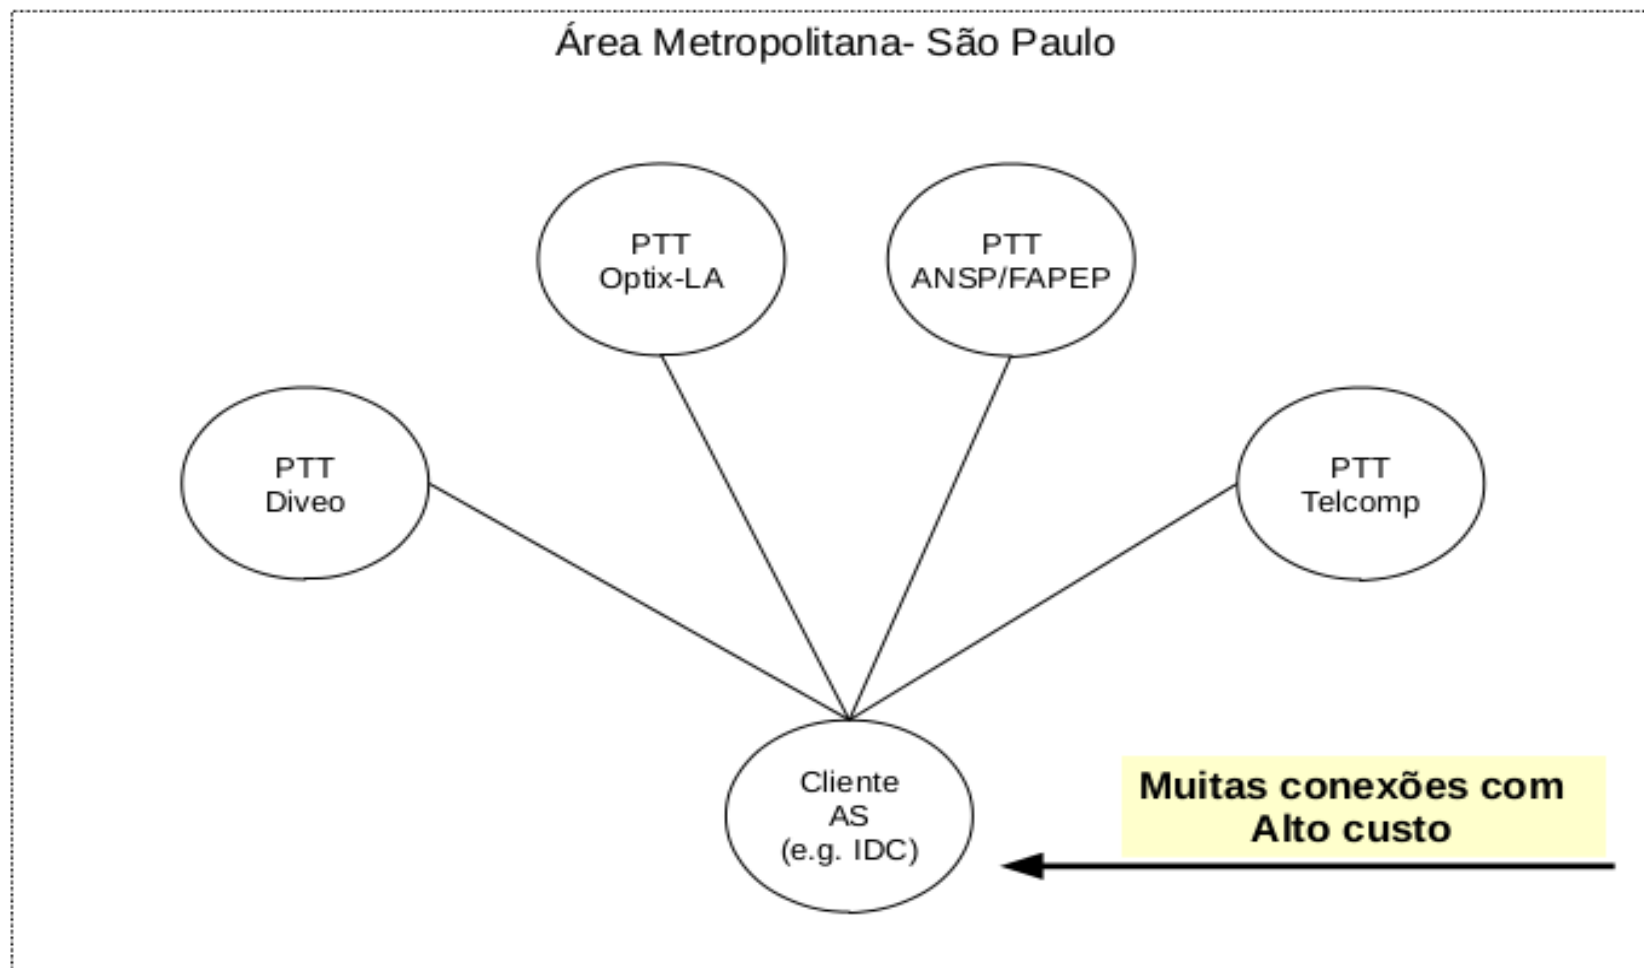 Área Metropolitana- São Paulo
PTT
Optix-LA
PTT
ANSP/FAPEP
PTT
Diveo
PTT
Telcomp
Cliente
AS
(e.g. IDC)
Muitas conexões com
Alto custo